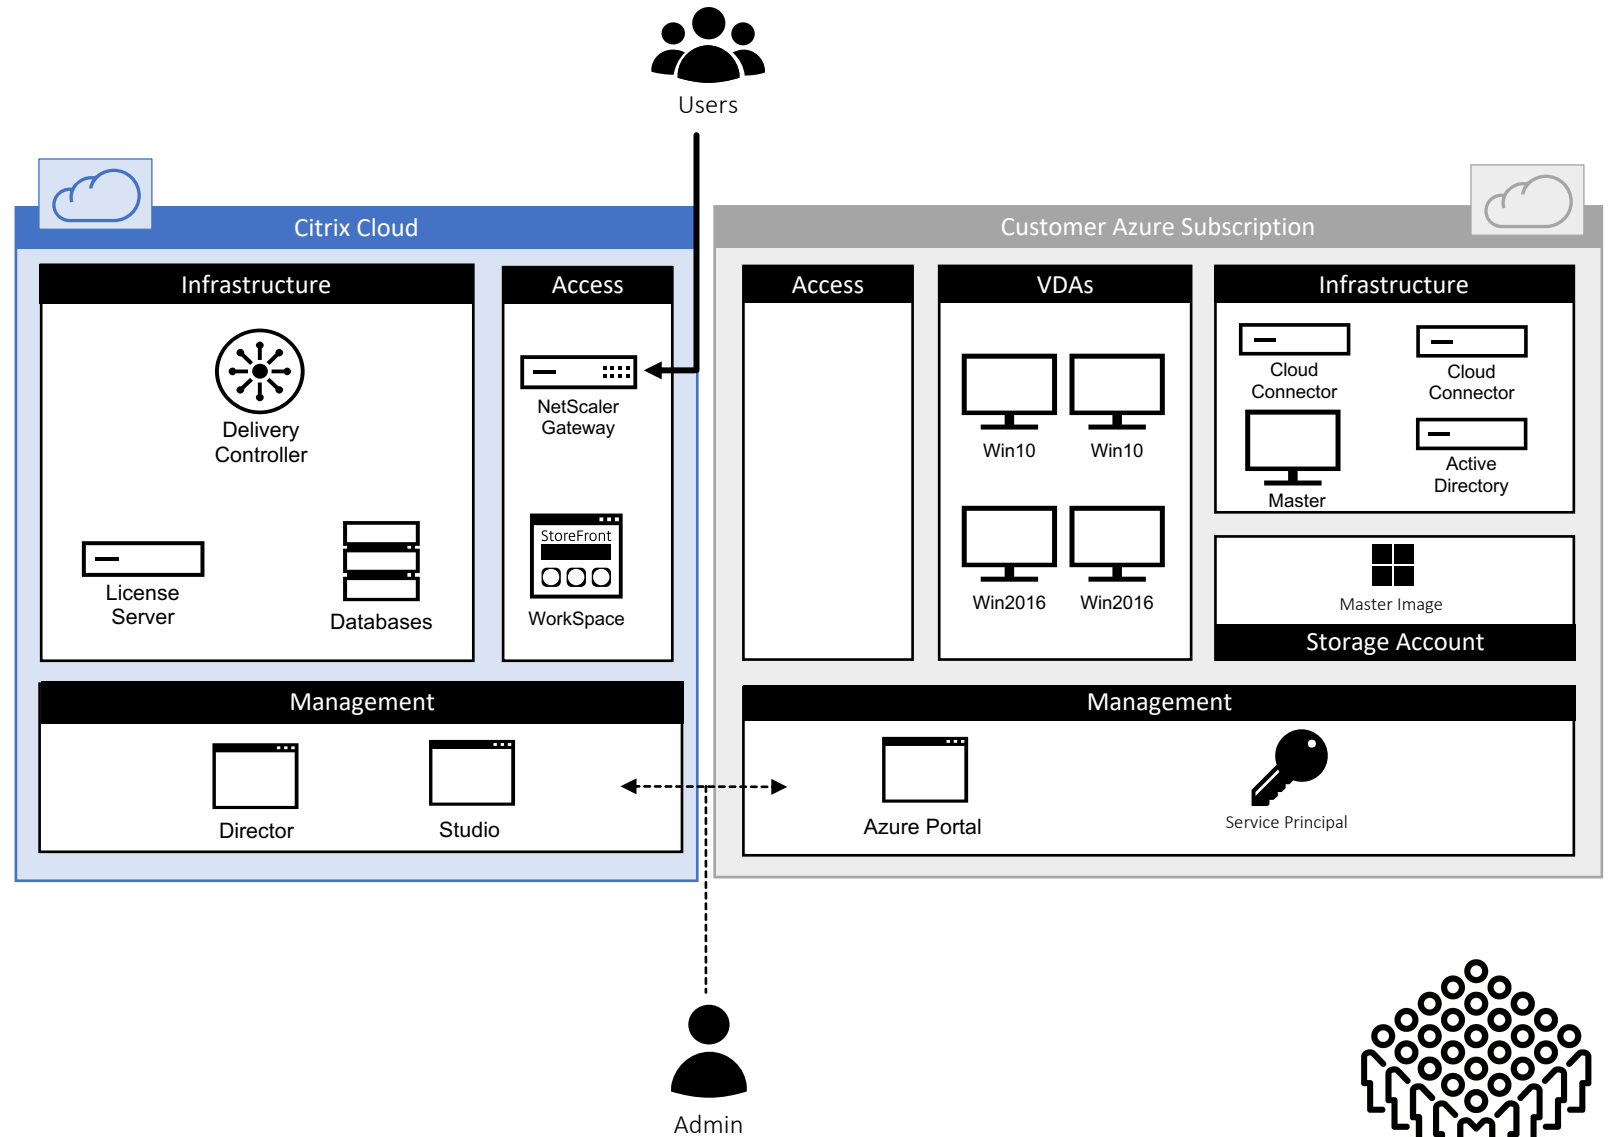 Users
Citrix Cloud
Customer Azure Subscription
Infrastructure
Access
Access
VDAs
Infrastructure
Delivery
Controller
NetScaler
Gateway
License
Server
Databases
StoreFront
WorkSpace
Win10
Win10
Win2016
Win2016
Cloud
Connector
Cloud
Connector
Master
Active
Directory
Master Image
Storage Account
Management
Management
Director
Studio
Azure Portal
Service Principal
Admin